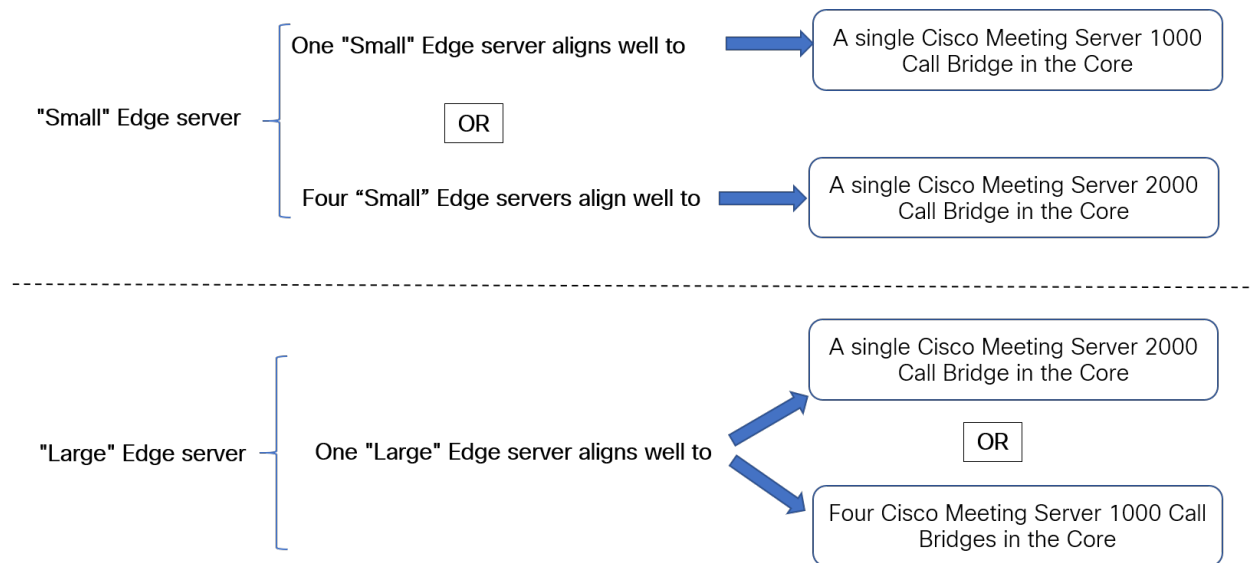 One "Small" Edge server aligns well to
A single Cisco Meeting Server 1000
Call Bridge in the Core
"Small" Edge server
OR
Four “Small” Edge servers align well to
A single Cisco Meeting Server 2000
Call Bridge in the Core
A single Cisco Meeting Server 2000
Call Bridge in the Core
"Large" Edge server
One "Large" Edge server aligns well to
OR
Four Cisco Meeting Server 1000 Call
Bridges in the Core